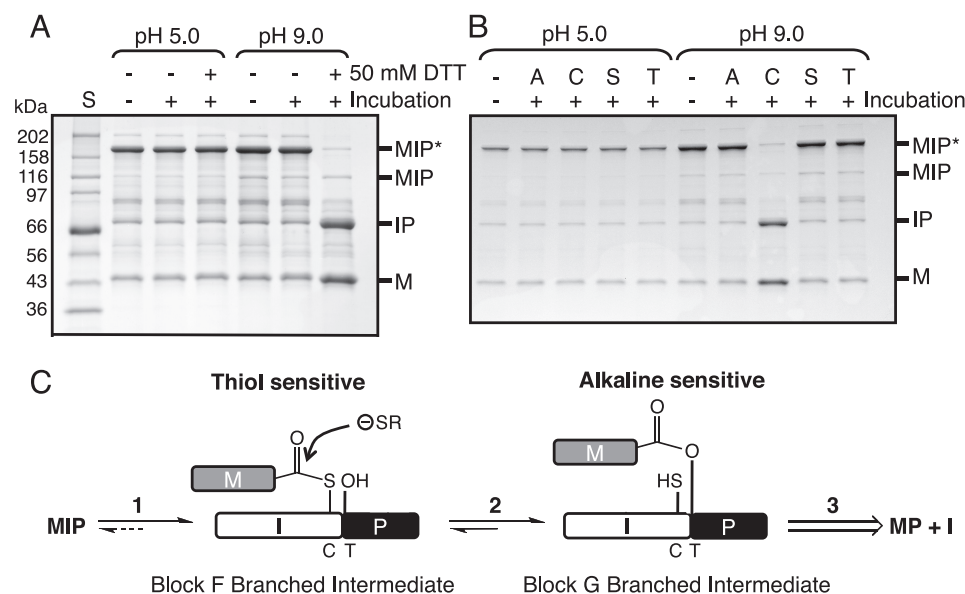 A
pH 5.0 pH 9.0
- - + - - + 50 mM DTT
kDa S - + + - + + Incubation
202 MIP*
158
116 MIP
97
66 IP
56
43 M
36
B
pH 5.0 pH 9.0
- A C S T - A C S T
- + + + + - + + + + Incubation
MIP*
MIP
IP
M
C
Thiol sensitive Alkaline sensitive
O ⊖SR O
M S OH M O
HS
MIP 1 I P 2 I P 3 MP + I
C T C T
Block F Branched Intermediate Block G Branched Intermediate